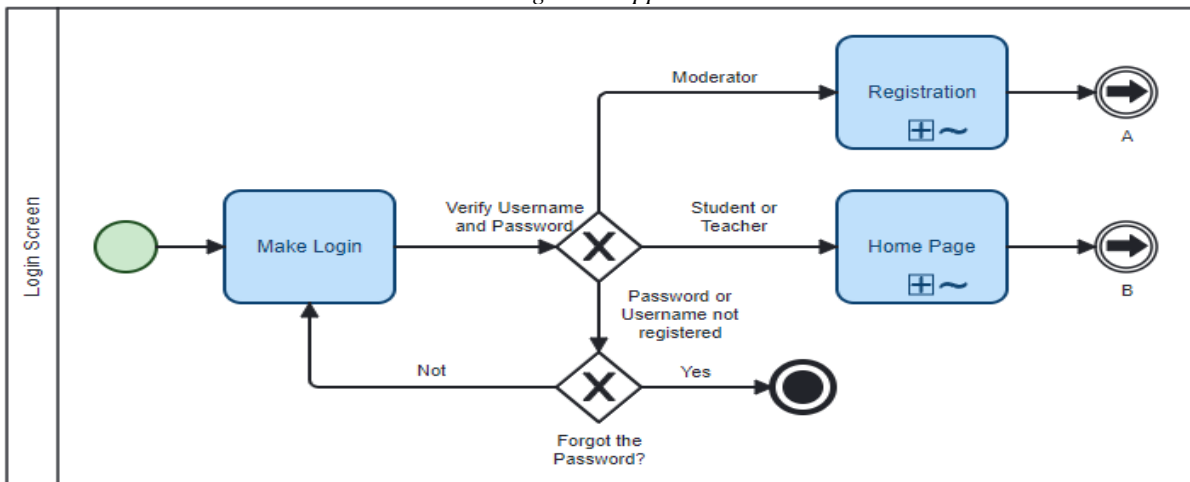 Login Screen
Make Login
Verify Username
and Password
Moderator
Registration
A
Student or
Teacher
Home Page
B
Password or
Username not
registered
Not
Yes
Forgot the
Password?